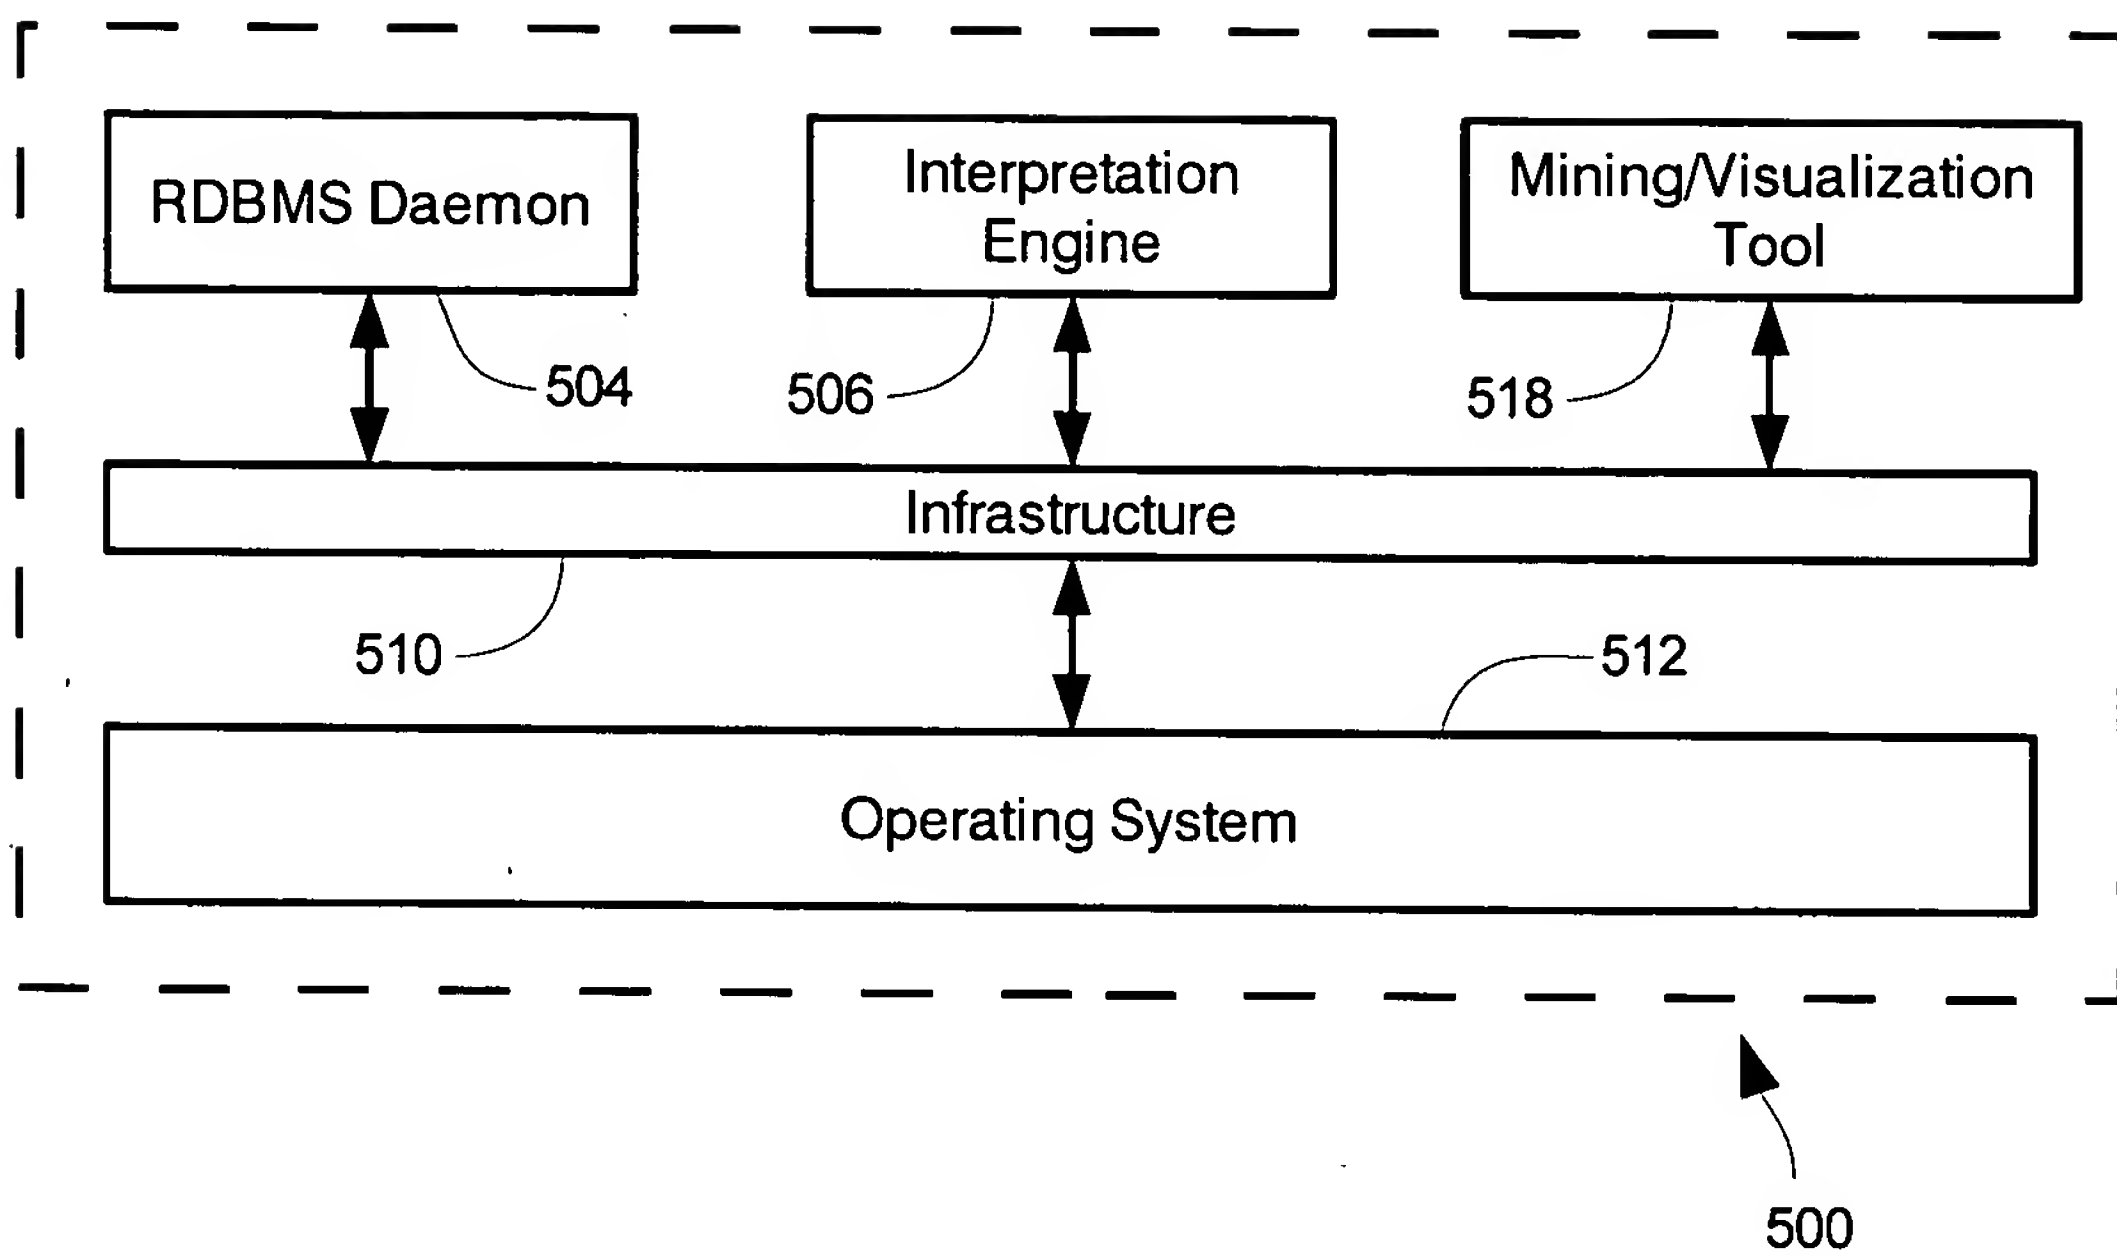 RDBMS Daemon
Interpretation
Engine
Mining/Visualization
Tool
504
506
518
Infrastructure
510
512
Operating System
500